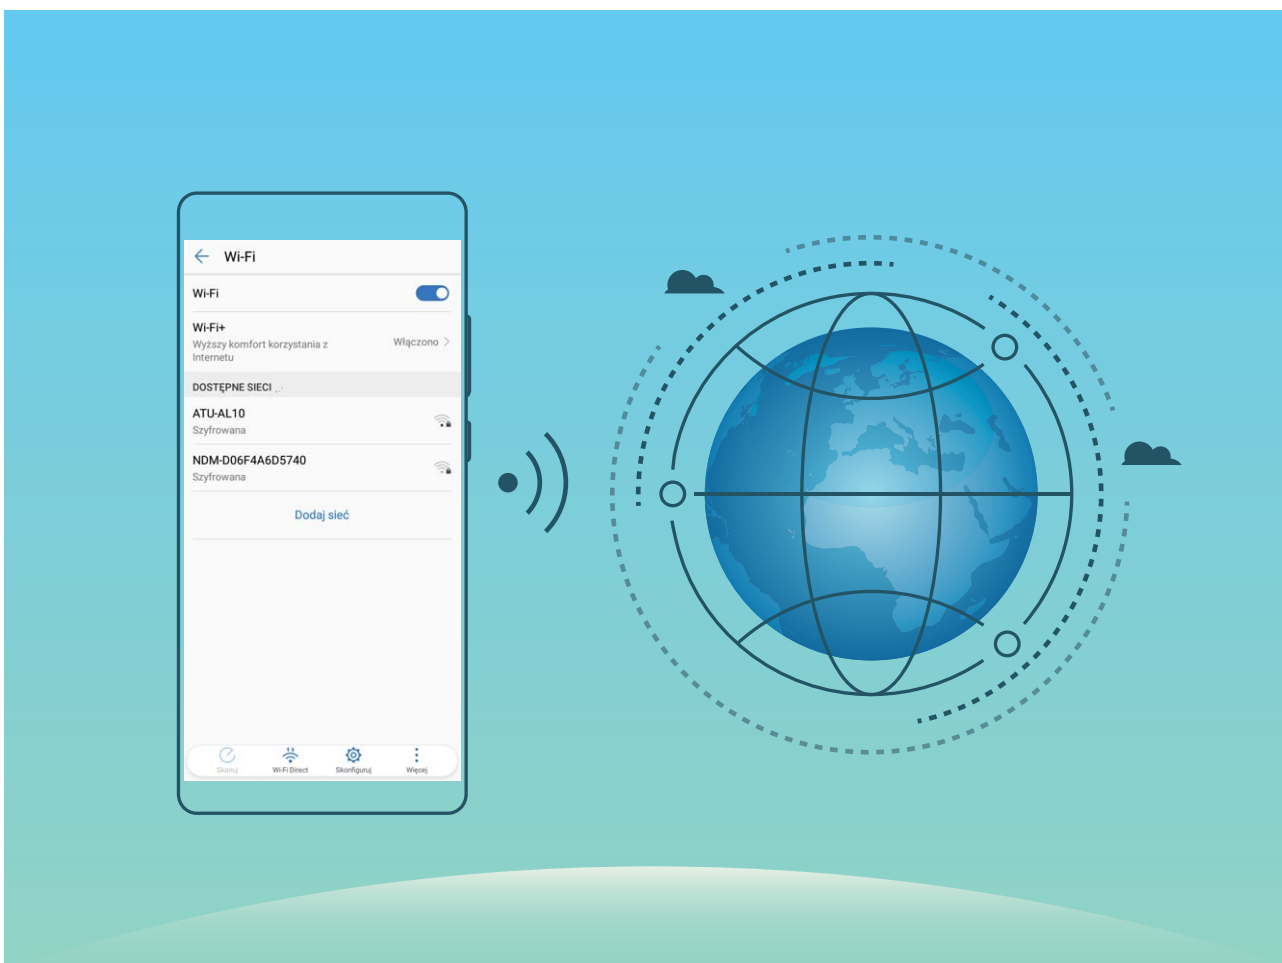 Wi-Fi
Wi-Fi
Wi-Fi+
Wyższy komfort korzystania z
Internetu
Włączono
DOSTĘPNE SIECI
ATU-AL10
Szyfrowana
NDM-D06F4A6D5740
Szyfrowana
Dodaj sieć
Skanuj
Wi-Fi Direct
Skonfiguruj
Więcej